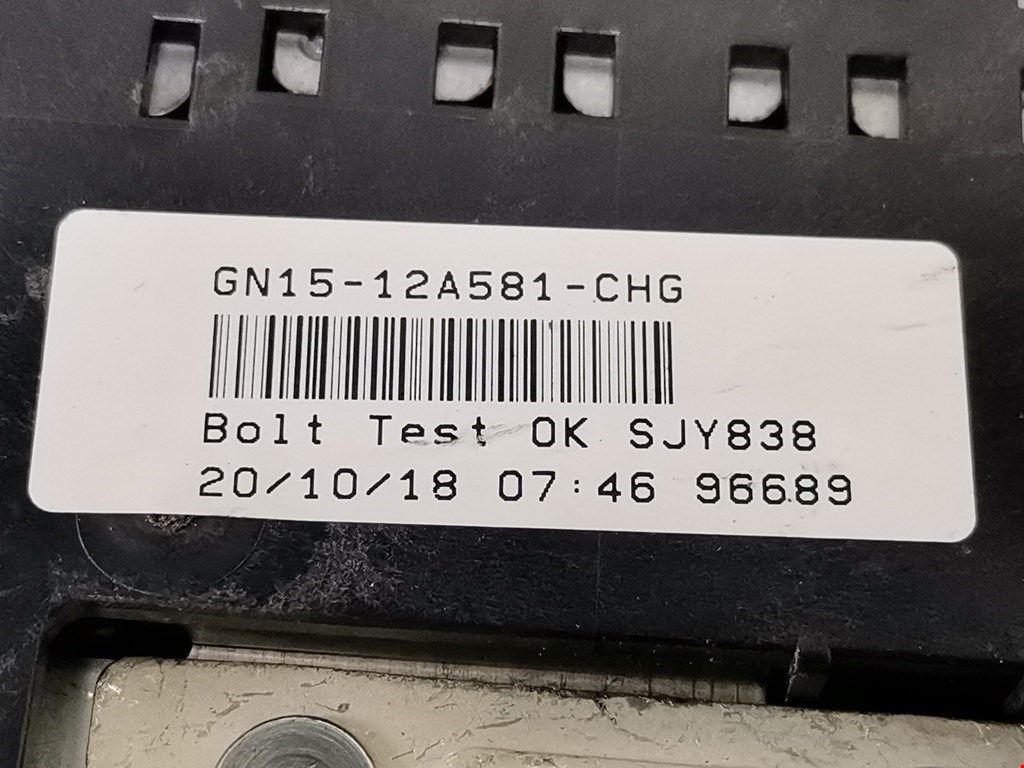 GN15-12A581-CHG
Bolt Test OK SJY838
20/10/18 07:46 96689